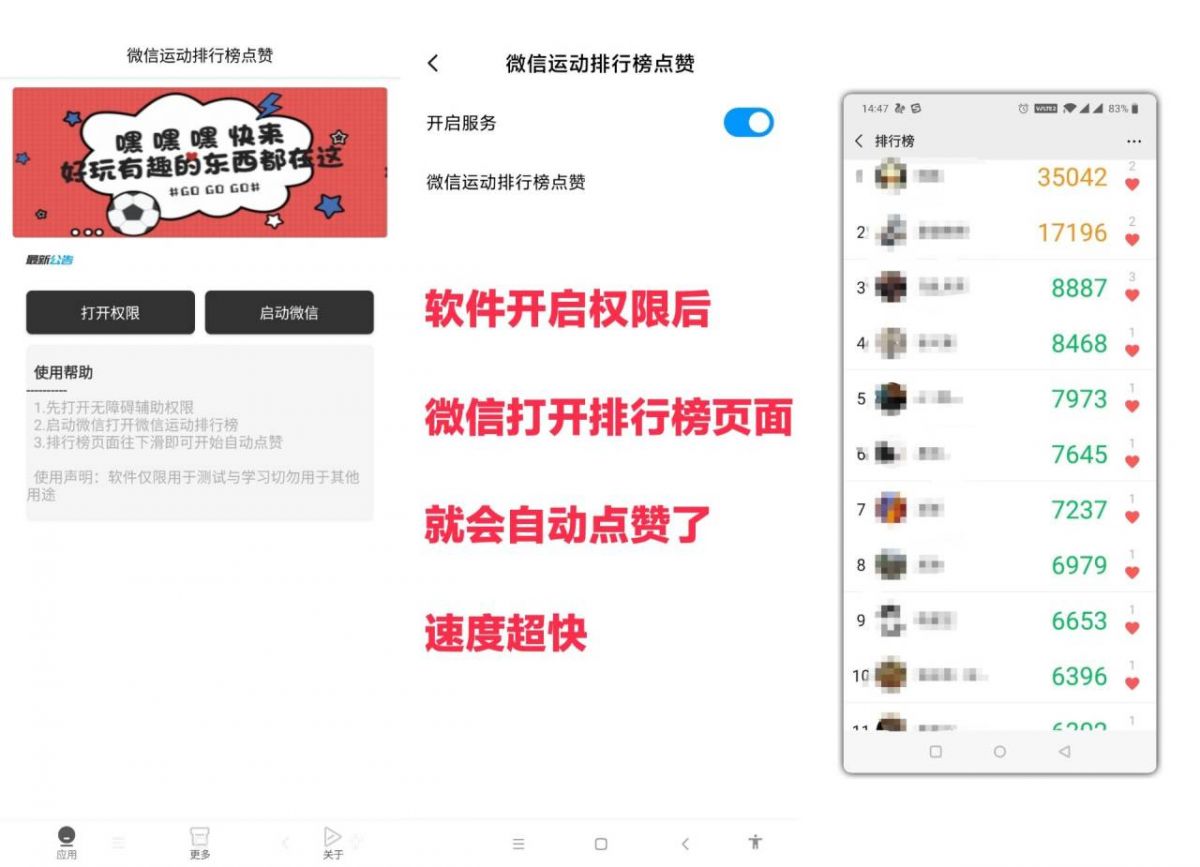 微信运动排行榜点赞
嘿 嘿 嘿 快来
好玩有趣的东西都在这
#GO GO GO#
最新公告
打开权限
启动微信
使用帮助
----------
1.先打开无障碍辅助权限
2.启动微信打开微信运动排行榜
3.排行榜页面往下滑即可开始自动点赞
使用声明：软件仅限用于测试与学习切勿用于其他
用途
应用
更多
关于
微信运动排行榜点赞
开启服务
微信运动排行榜点赞
软件开启权限后
微信打开排行榜页面
就会自动点赞了
速度超快
14:47 83%
排行榜
35042 2
2 17196 2
3 8887 3
4 8468 1
5 7973 1
6 7645 1
7 7237 1
8 6979 1
9 6653 1
10 6396 1
11 1